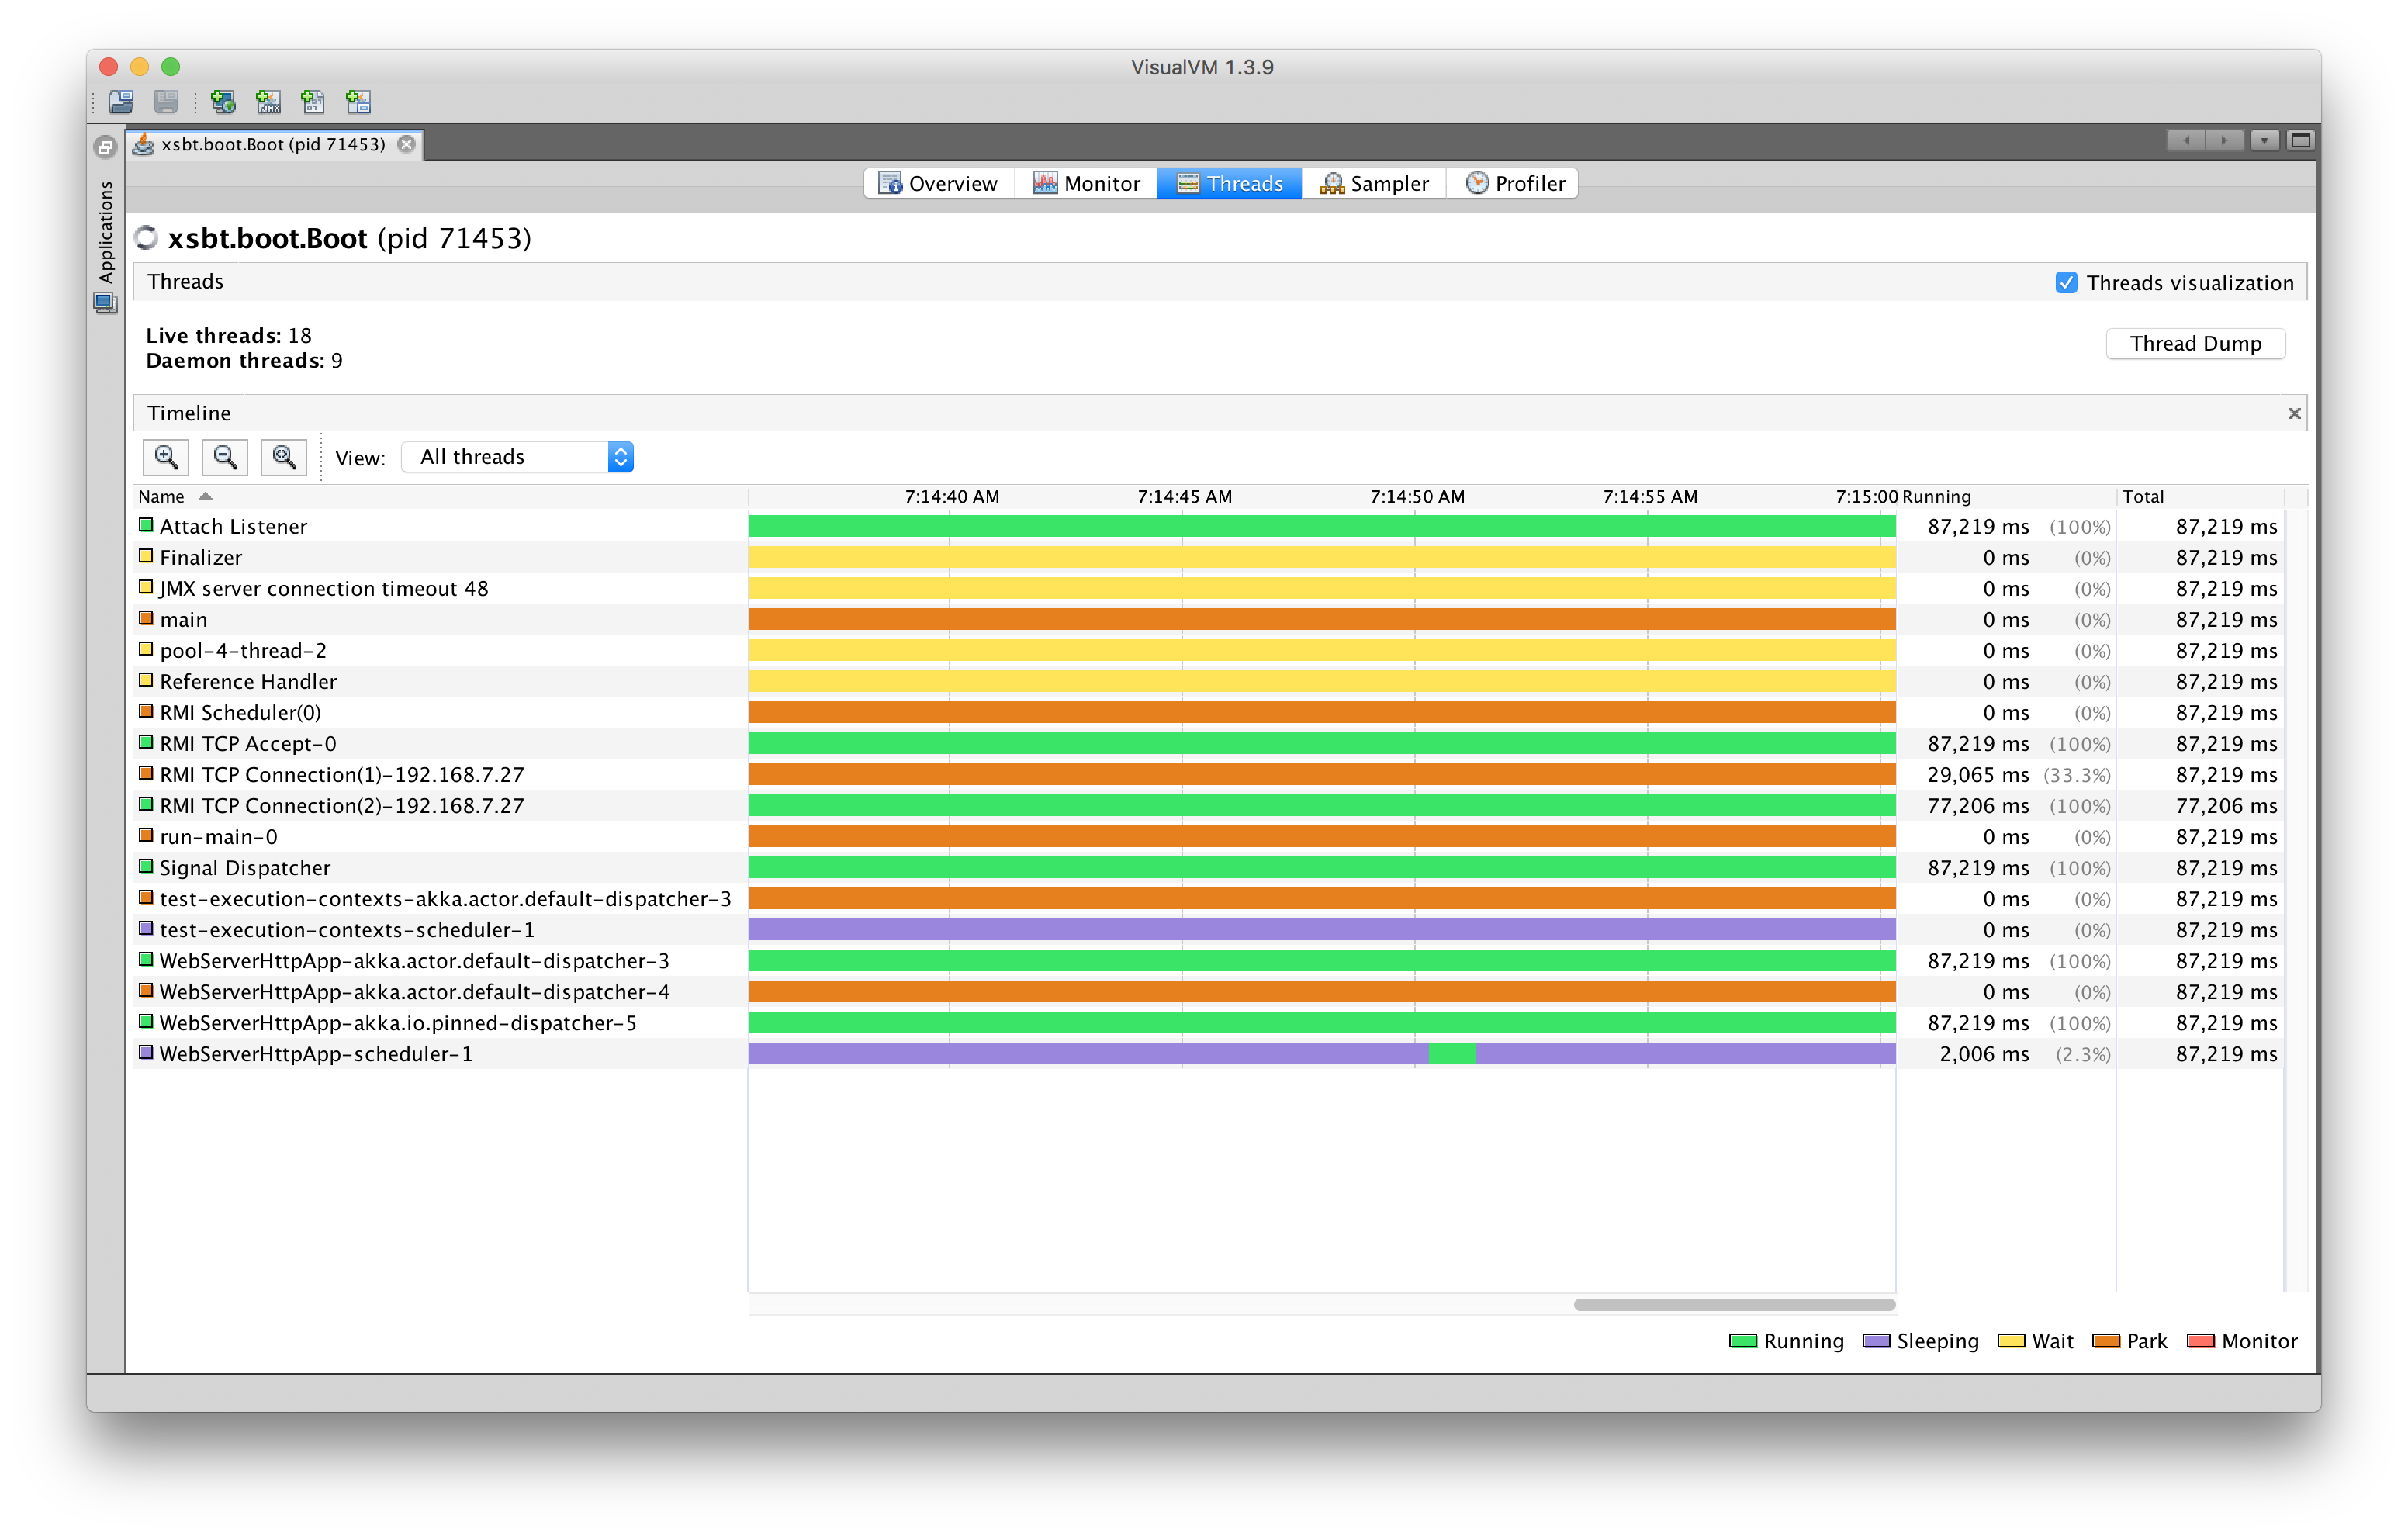 VisualVM 1.3.9
xsbt.boot.Boot (pid 71453)
Applications
Overview Monitor Threads Sampler Profiler
xsbt.boot.Boot (pid 71453)
Threads Threads visualization
Live threads: 18
Daemon threads: 9
Thread Dump
Timeline
View: All threads
Name 7:14:40 AM 7:14:45 AM 7:14:50 AM 7:14:55 AM 7:15:00 Running Total
Attach Listener 87,219 ms (100%) 87,219 ms
Finalizer 0 ms (0%) 87,219 ms
JMX server connection timeout 48 0 ms (0%) 87,219 ms
main 0 ms (0%) 87,219 ms
pool-4-thread-2 0 ms (0%) 87,219 ms
Reference Handler 0 ms (0%) 87,219 ms
RMI Scheduler(0) 0 ms (0%) 87,219 ms
RMI TCP Accept-0 87,219 ms (100%) 87,219 ms
RMI TCP Connection(1)-192.168.7.27 29,065 ms (33.3%) 87,219 ms
RMI TCP Connection(2)-192.168.7.27 77,206 ms (100%) 77,206 ms
run-main-0 0 ms (0%) 87,219 ms
Signal Dispatcher 87,219 ms (100%) 87,219 ms
test-execution-contexts-akka.actor.default-dispatcher-3 0 ms (0%) 87,219 ms
test-execution-contexts-scheduler-1 0 ms (0%) 87,219 ms
WebServerHttpApp-akka.actor.default-dispatcher-3 87,219 ms (100%) 87,219 ms
WebServerHttpApp-akka.actor.default-dispatcher-4 0 ms (0%) 87,219 ms
WebServerHttpApp-akka.io.pinned-dispatcher-5 87,219 ms (100%) 87,219 ms
WebServerHttpApp-scheduler-1 2,006 ms (2.3%) 87,219 ms
Running Sleeping Wait Park Monitor